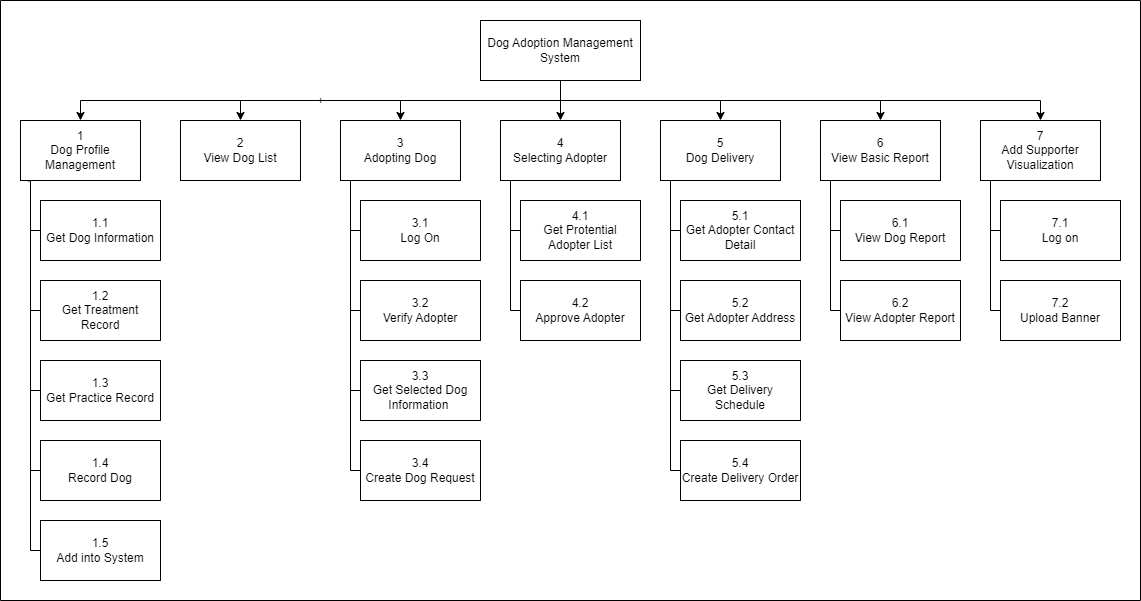 Dog Adoption Management
System
1
Dog Profile
Management
2
View Dog List
3
Adopting Dog
4
Selecting Adopter
5
Dog Delivery
6
View Basic Report
7
Add Supporter
Visualization
1.1
Get Dog Information
1.2
Get Treatment
Record
1.3
Get Practice Record
1.4
Record Dog
1.5
Add into System
3.1
Log On
3.2
Verify Adopter
3.3
Get Selected Dog
Information
3.4
Create Dog Request
4.1
Get Protential
Adopter List
4.2
Approve Adopter
5.1
Get Adopter Contact
Detail
5.2
Get Adopter Address
5.3
Get Delivery
Schedule
5.4
Create Delivery Order
6.1
View Dog Report
6.2
View Adopter Report
7.1
Log on
7.2
Upload Banner